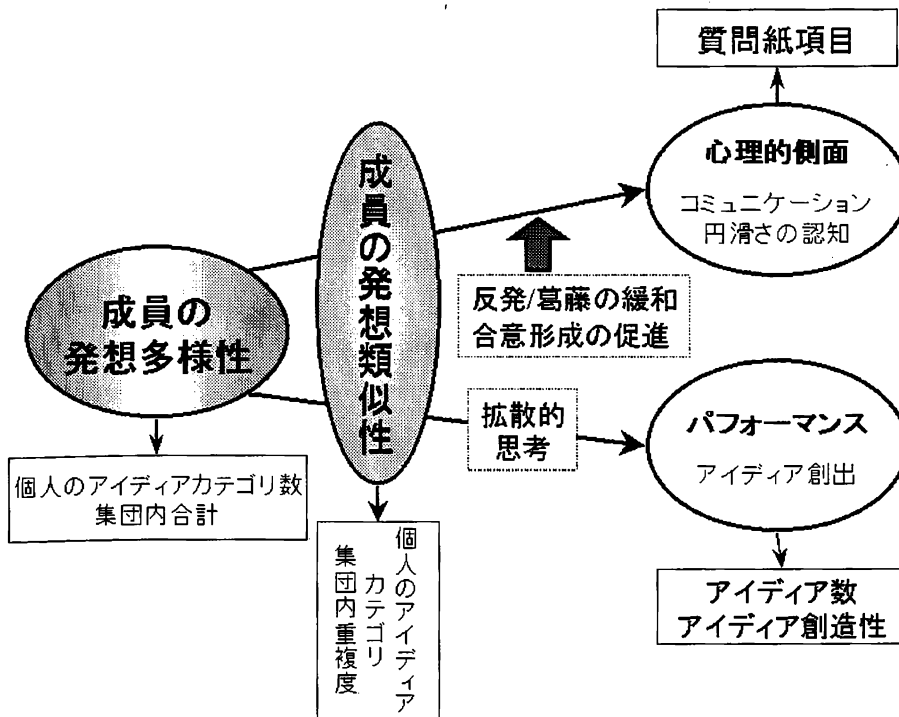 質問紙項目
心理的側面
コミュニケーション
円滑さの認知
成員の発想類似性
成員の
発想多様性
反発/葛藤の緩和
合意形成の促進
拡散的
思考
パフォーマンス
アイディア創出
個人のアイディアカテゴリ数
集団内合計
個人のアイディア
カテゴリ
集団内重複度
アイディア数
アイディア創造性